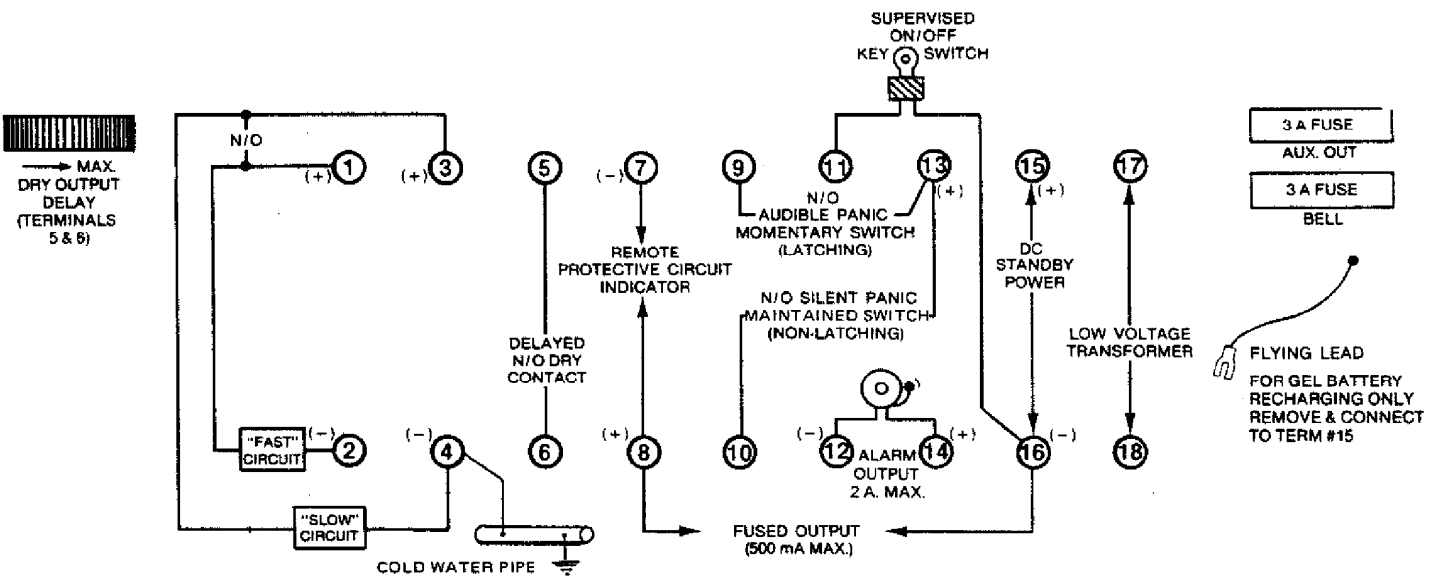 SUPERVISED
ON/OFF
KEY SWITCH
MAX.
DRY OUTPUT
DELAY
(TERMINALS
5 & 6)
N/O
(+) 1
(+) 3
5
(-) 7
9
11
13 (+)
15 (+)
17
3 A FUSE
AUX. OUT
3 A FUSE
BELL
N/O
AUDIBLE PANIC
MOMENTARY SWITCH
(LATCHING)
REMOTE
PROTECTIVE CIRCUIT
INDICATOR
DC
STANDBY
POWER
N/O SILENT PANIC
MAINTAINED SWITCH
(NON-LATCHING)
DELAYED
N/O DRY
CONTACT
LOW VOLTAGE
TRANSFORMER
FLYING LEAD
FOR GEL BATTERY
RECHARGING ONLY
REMOVE & CONNECT
TO TERM #15
"FAST"
CIRCUIT
(-) 2
(-) 4
6
(+) 8
10
(-) 12
14 (+)
16 (-)
18
ALARM
OUTPUT
2 A. MAX.
"SLOW"
CIRCUIT
FUSED OUTPUT
(500 mA MAX.)
COLD WATER PIPE